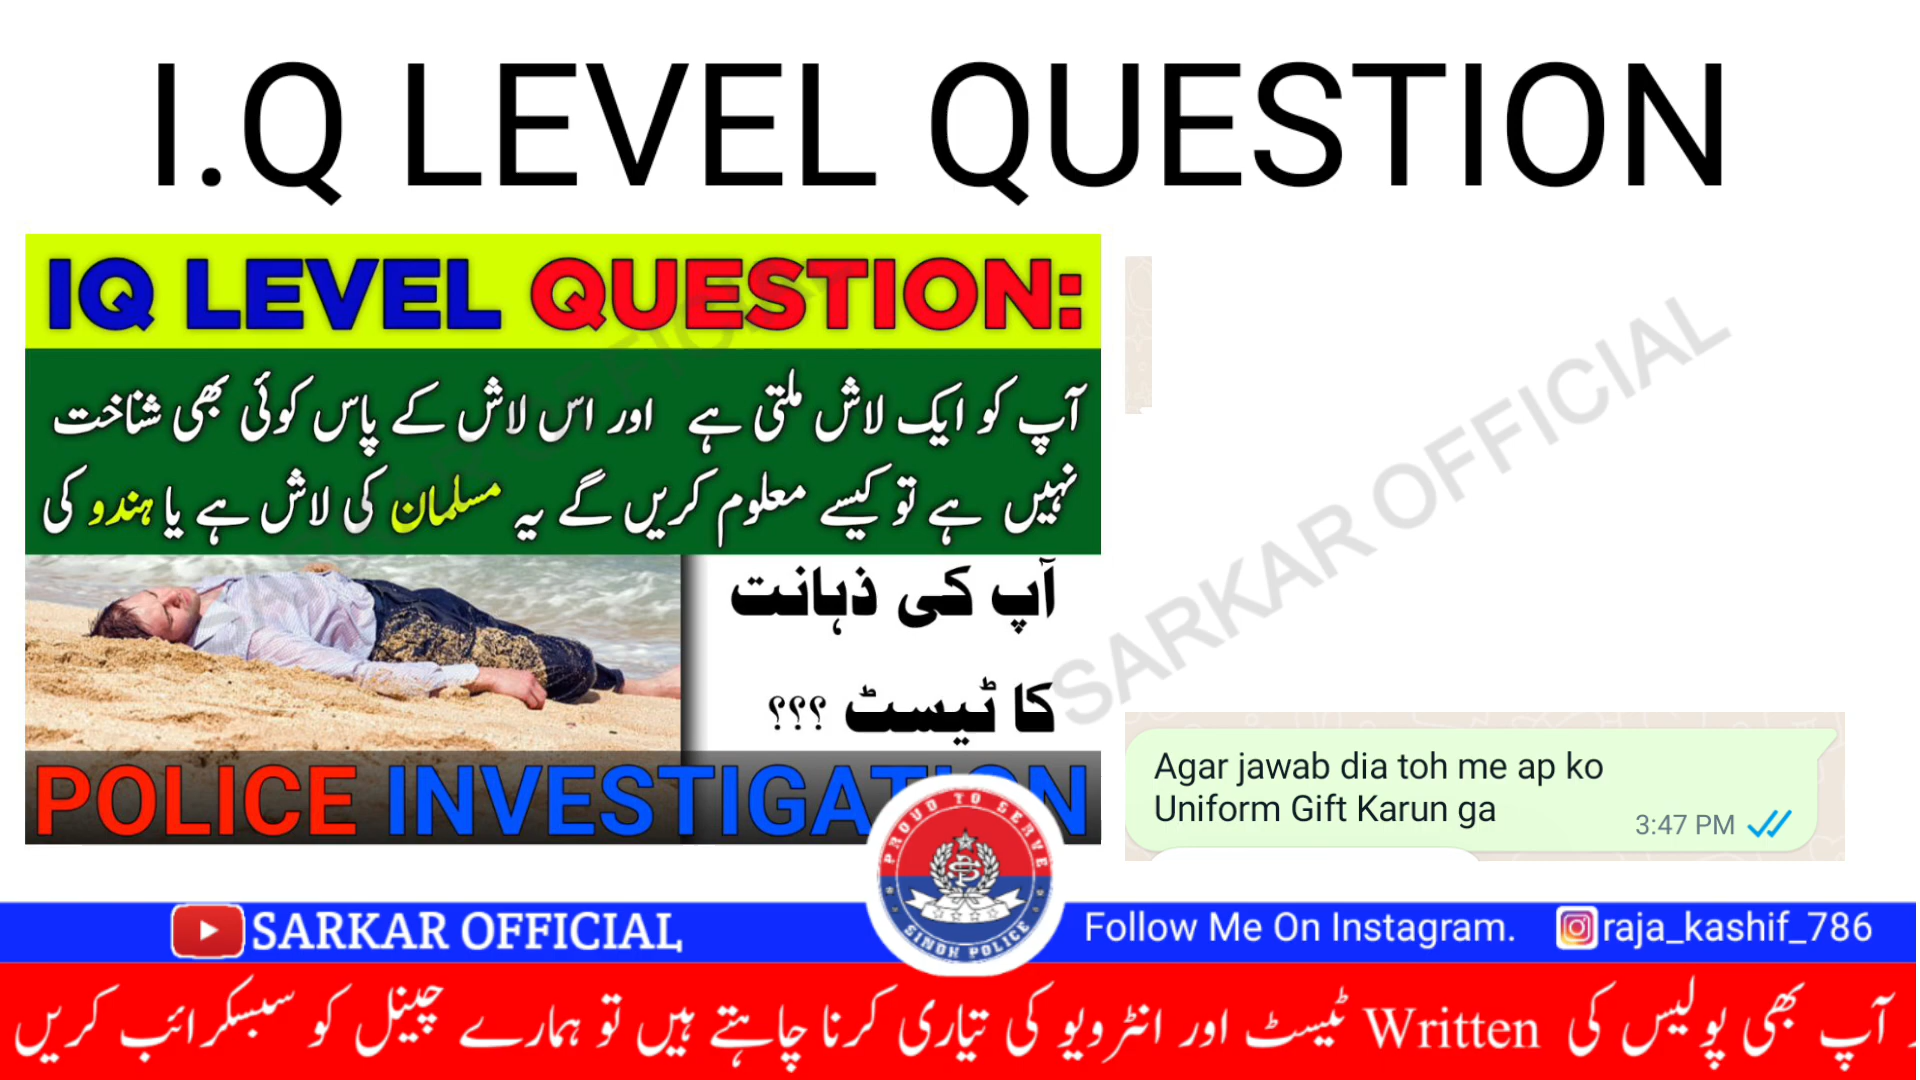 I.Q LEVEL QUESTION
IQ LEVEL QUESTION:
آپ کو ایک لاش ملتی ہے اور اس لاش کے پاس کوئی بھی شناخت
نہیں ہے تو کیسے معلوم کریں گے یہ مسلمان کی لاش ہے یا ہندو کی
آپ کی ذہانت
کا ٹیسٹ ؟؟؟
POLICE INVESTIGATION
SARKAR OFFICIAL
Agar jawab dia toh me ap ko
Uniform Gift Karun ga
3:47 PM
PROUD TO SERVE
SINDH POLICE
SARKAR OFFICIAL
Follow Me On Instagram. raja_kashif_786
آپ بھی پولیس کی Written ٹیسٹ اور انٹرویو کی تیاری کرنا چاہتے ہیں تو ہمارے چینل کو سبسکرائب کریں